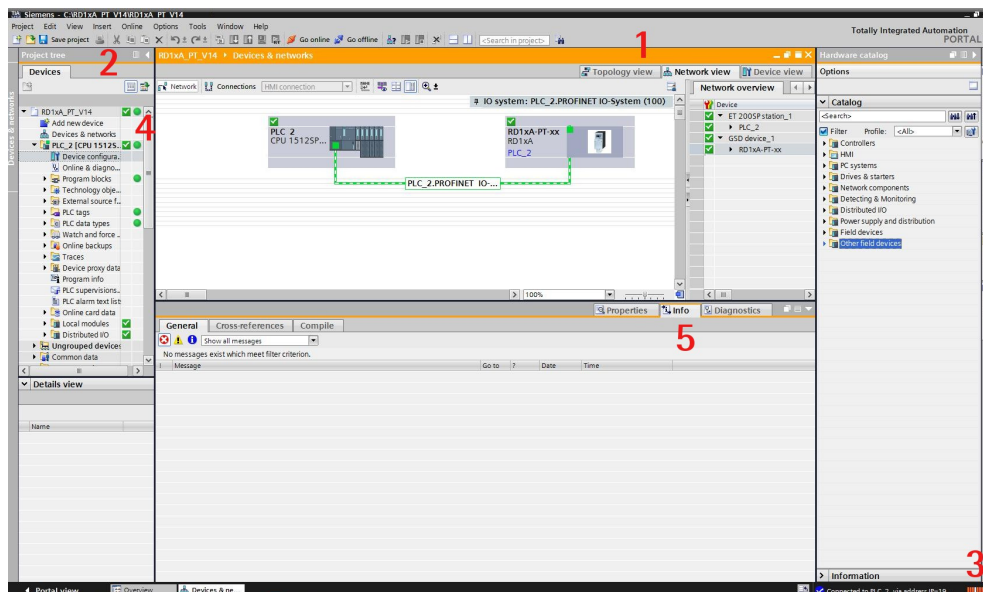 Siemens - C:\RD1xA_PT_V14\RD1xA_PT_V14
Project Edit View Insert Online Options Tools Window Help
Totally Integrated Automation
PORTAL
Save project Go online Go offline <Search in project>
1
Project tree
RD1xA_PT_V14 Devices & networks
Hardware catalog
2
Devices
Topology view Network view Device view
Options
Network Connections HMI connection
Network overview
IO system: PLC_2.PROFINET IO-System (100)
Devices & networks
RD1xA_PT_V14
Add new device
Devices & networks
PLC_2 [CPU 1512S..
Device configura..
Online & diagno...
Program blocks
Technology obje...
External source f...
PLC tags
PLC data types
Watch and force ..
Online backups
Traces
Device proxy data
Program info
PLC supervisions..
PLC alarm text list
Online card data
Local modules
Distributed I/O
Ungrouped devices
Common data
4
PLC_2
CPU 1512SP...
RD1xA-PT-xx
RD1xA
PLC_2
PLC_2.PROFINET IO-...
100%
Device
ET 200SP station_1
PLC_2
GSD device_1
RD1xA-PT-xx
Catalog
<Search>
Filter Profile: <All>
Controllers
HMI
PC systems
Drives & starters
Network components
Detecting & Monitoring
Distributed I/O
Power supply and distribution
Field devices
Other field devices
Properties Info Diagnostics
5
General Cross-references Compile
Show all messages
No messages exist which meet filter criterion.
! Message Go to ? Date Time
Details view
Name
3
Information
Portal view Overview Devices & ne...
Connected to PLC_2, via address IP=19...